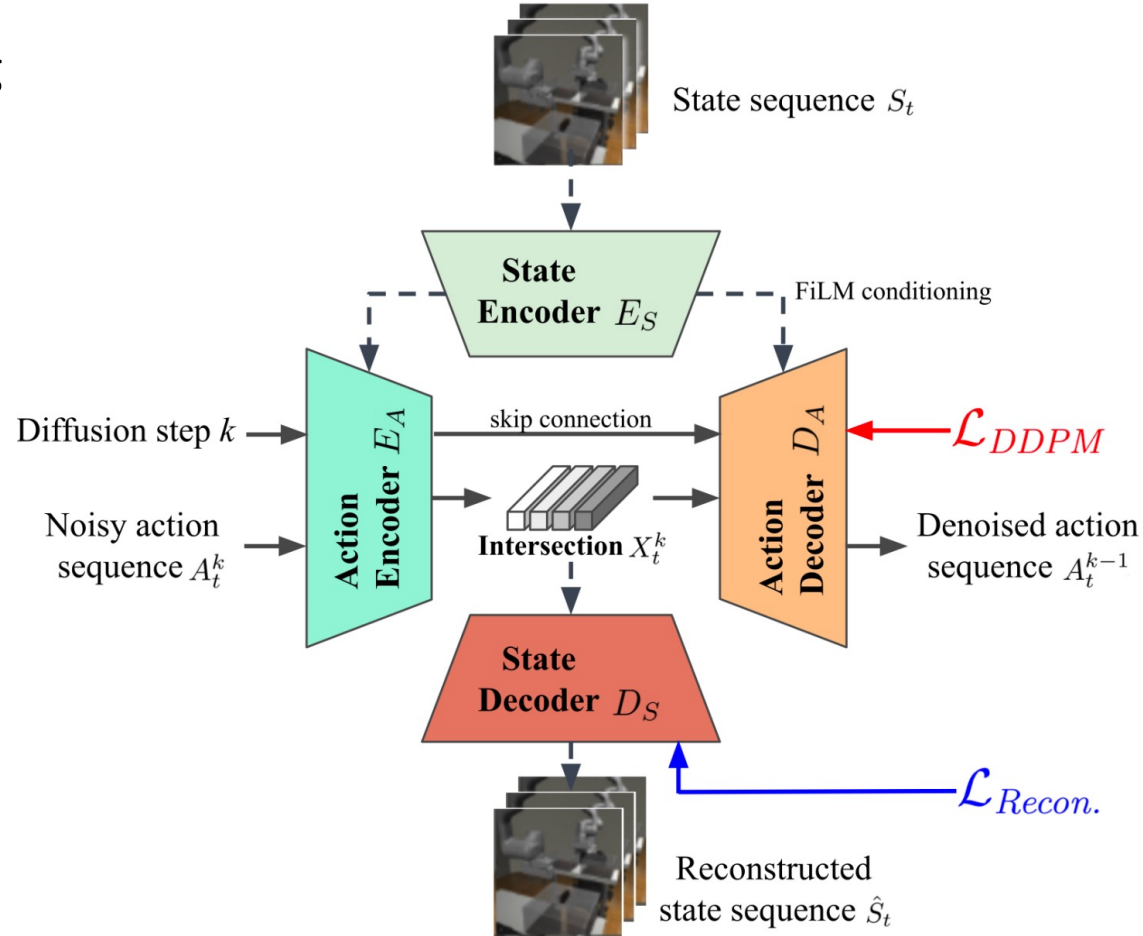 State sequence $S_t$
State
Encoder $E_S$
FiLM conditioning
Action
Encoder $E_A$
Diffusion step $k$
Noisy action
sequence $A_t^k$
skip connection
Intersection $X_t^k$
Action
Decoder $D_A$
$\mathcal{L}_{DDPM}$
Denoised action
sequence $A_t^{k-1}$
State
Decoder $D_S$
$\mathcal{L}_{Recon.}$
Reconstructed
state sequence $\hat{S}_t$